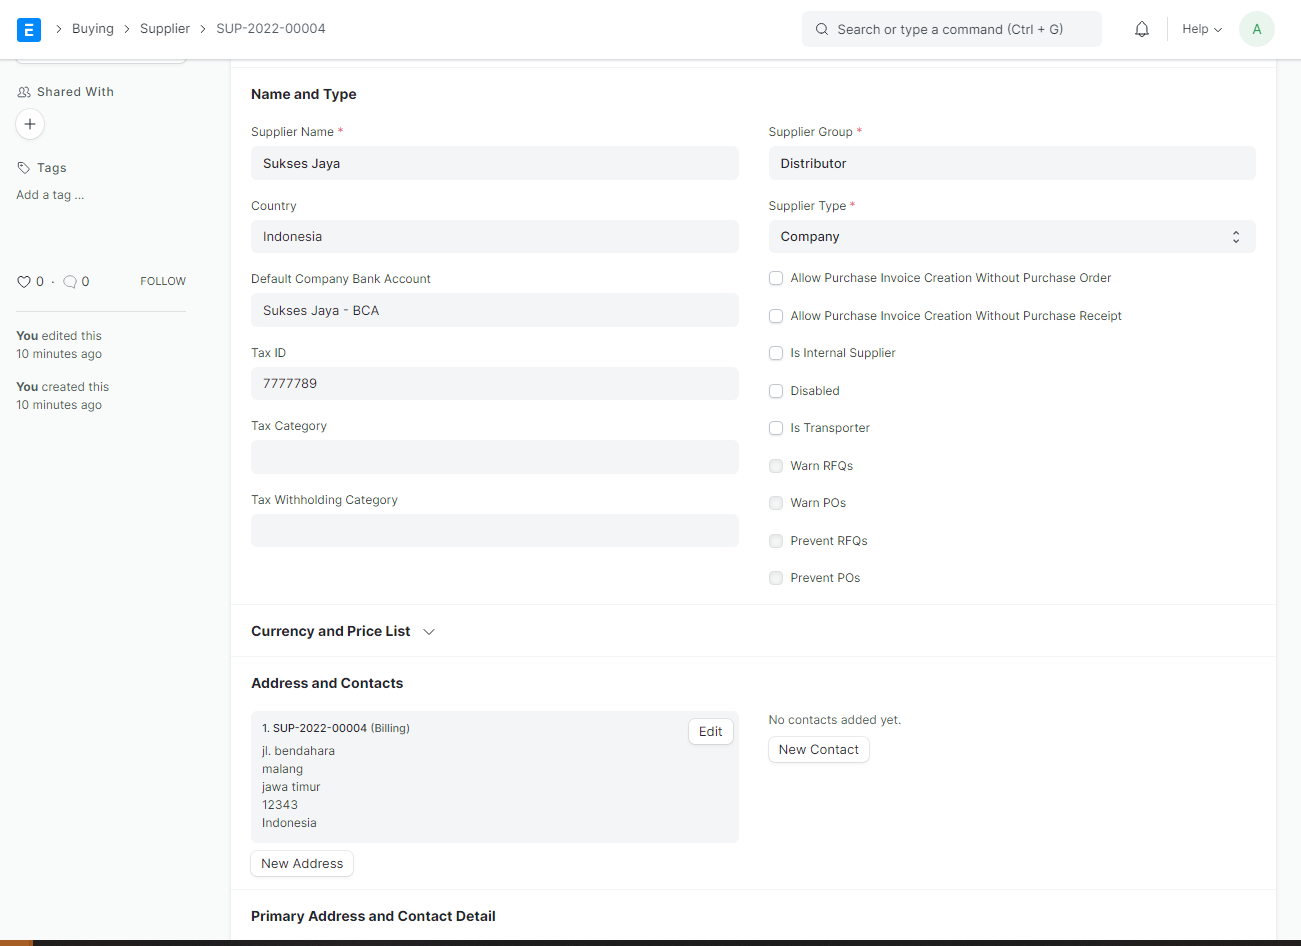 E
Buying
Supplier
SUP-2022-00004
Search or type a command (Ctrl + G)
Help
A
Shared With
Tags
Add a tag ...
0 · 0
FOLLOW
You edited this
10 minutes ago
You created this
10 minutes ago
Name and Type
Supplier Name *
Sukses Jaya
Country
Indonesia
Default Company Bank Account
Sukses Jaya - BCA
Tax ID
7777789
Tax Category
Tax Withholding Category
Supplier Group *
Distributor
Supplier Type *
Company
Allow Purchase Invoice Creation Without Purchase Order
Allow Purchase Invoice Creation Without Purchase Receipt
Is Internal Supplier
Disabled
Is Transporter
Warn RFQs
Warn POs
Prevent RFQs
Prevent POs
Currency and Price List
Address and Contacts
1. SUP-2022-00004 (Billing)
Edit
jl. bendahara
malang
jawa timur
12343
Indonesia
New Address
No contacts added yet.
New Contact
Primary Address and Contact Detail